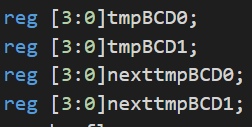 reg [3:0]tmpBCD0;
reg [3:0]tmpBCD1;
reg [3:0]nexttmpBCD0;
reg [3:0]nexttmpBCD1;